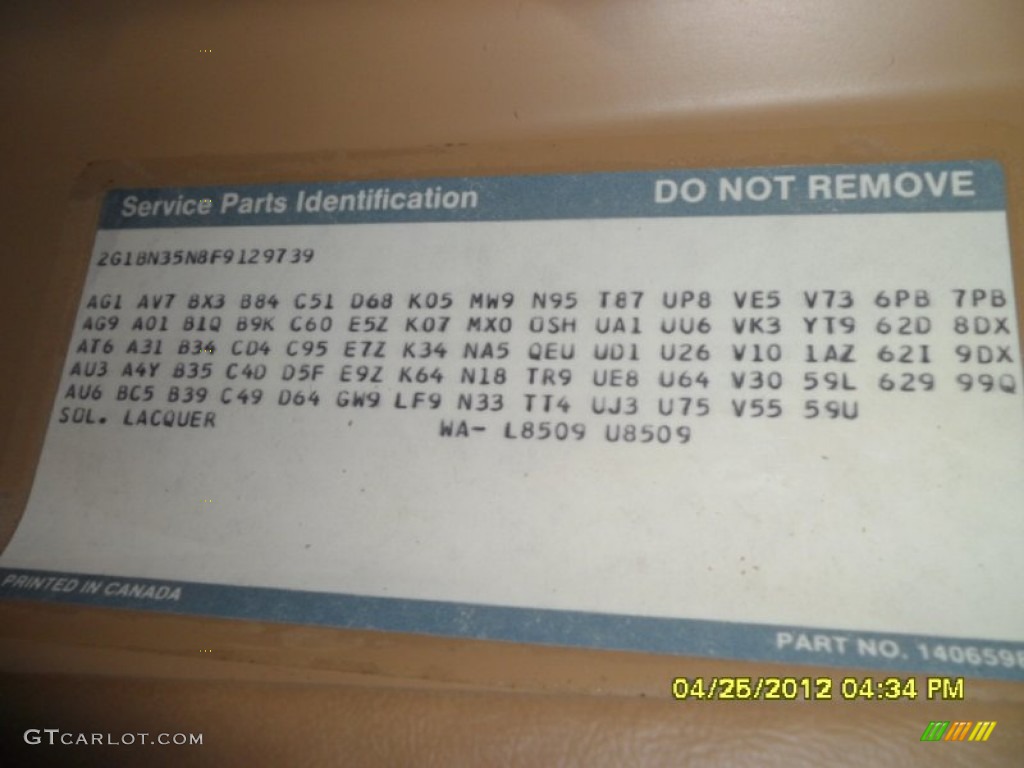 Service Parts Identification DO NOT REMOVE
2G1BN35N8F9129739
AG1 AV7 BX3 B84 C51 D68 K05 MW9 N95 T87 UP8 VE5 V73 6PB 7PB
AG9 A01 B1Q B9K C60 E5Z K07 MX0 OSH UA1 UU6 VK3 YT9 62D 8DX
AT6 A31 B34 CD4 C95 E7Z K34 NA5 QEU UD1 U26 V10 1AZ 62I 9DX
AU3 A4Y B35 C4D D5F E9Z K64 N18 TR9 UE8 U64 V30 59L 629 99Q
AU6 BC5 B39 C49 D64 GW9 LF9 N33 TT4 UJ3 U75 V55 59U
SOL. LACQUER WA- L8509 U8509
PRINTED IN CANADA
PART NO. 1406598
04/25/2012 04:34 PM
GTCARLOT.COM